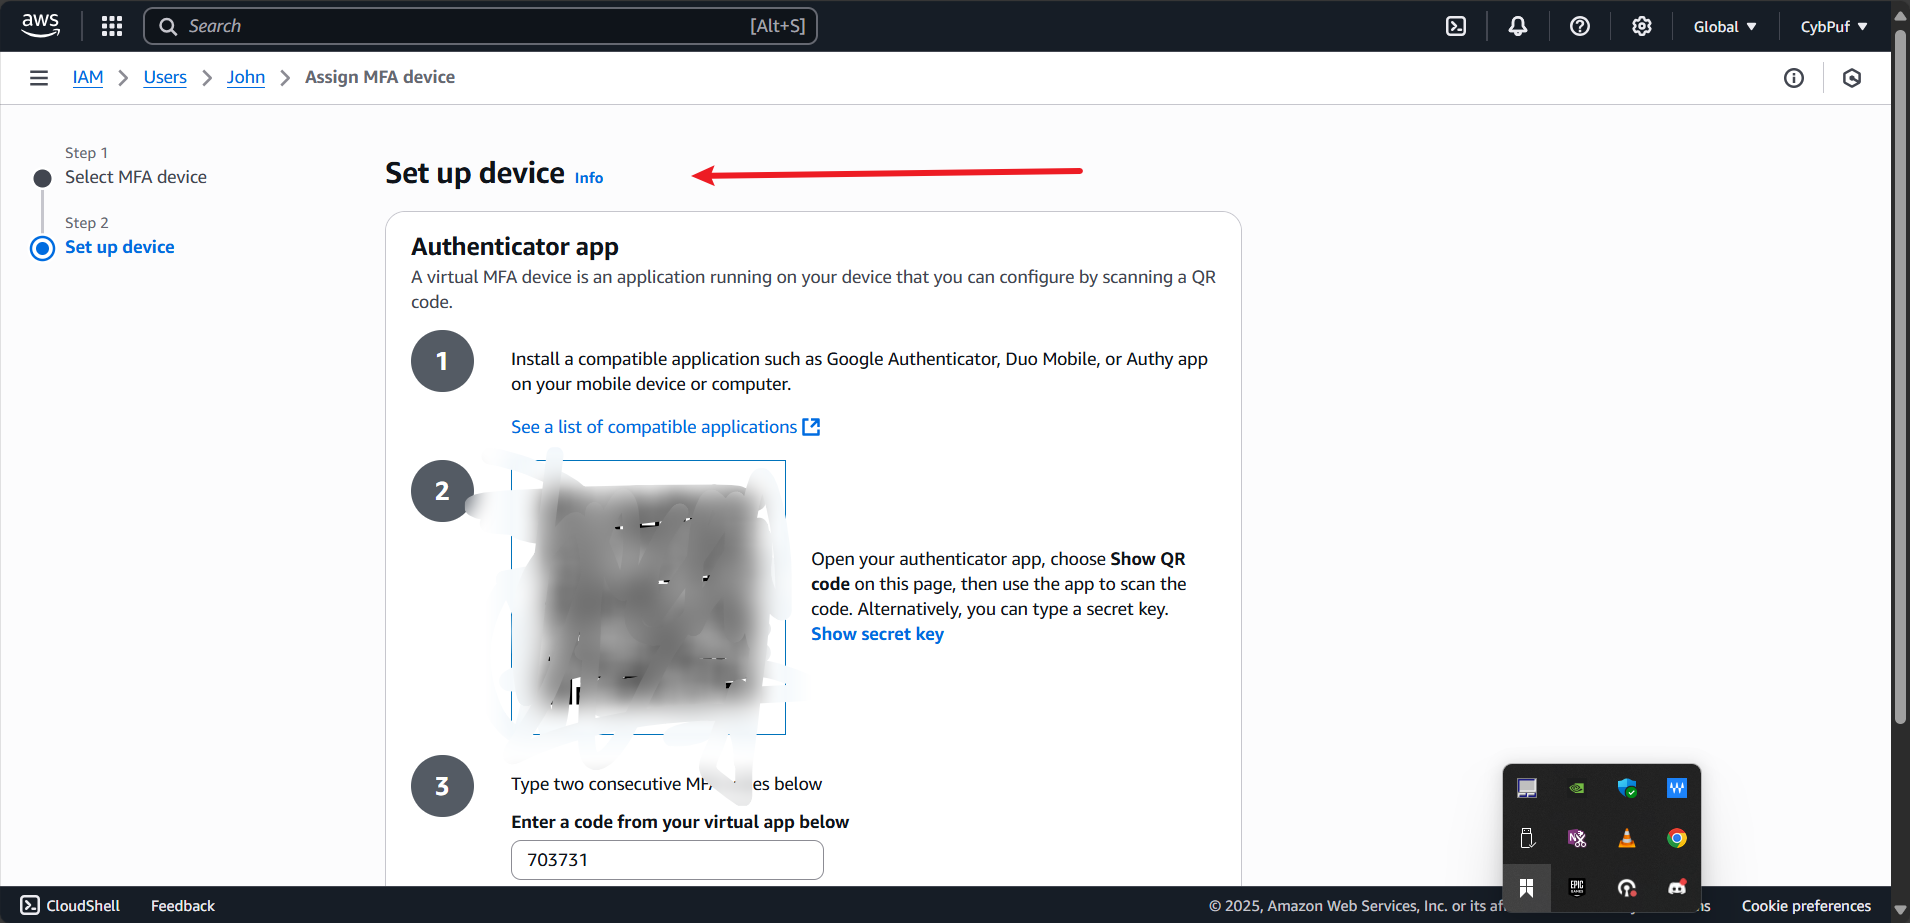 aws
Search
[Alt+S]
Global
CybPuf
IAM
Users
John
Assign MFA device
Step 1
Select MFA device
Step 2
Set up device
Set up device Info
Authenticator app
A virtual MFA device is an application running on your device that you can configure by scanning a QR
code.
1
Install a compatible application such as Google Authenticator, Duo Mobile, or Authy app
on your mobile device or computer.
See a list of compatible applications
2
Open your authenticator app, choose Show QR
code on this page, then use the app to scan the
code. Alternatively, you can type a secret key.
Show secret key
3
Type two consecutive below
Enter a code from your virtual app below
703731
CloudShell
Feedback
© 2025, Amazon Web Services, Inc. or its
Cookie preferences
EPIC
GAMES